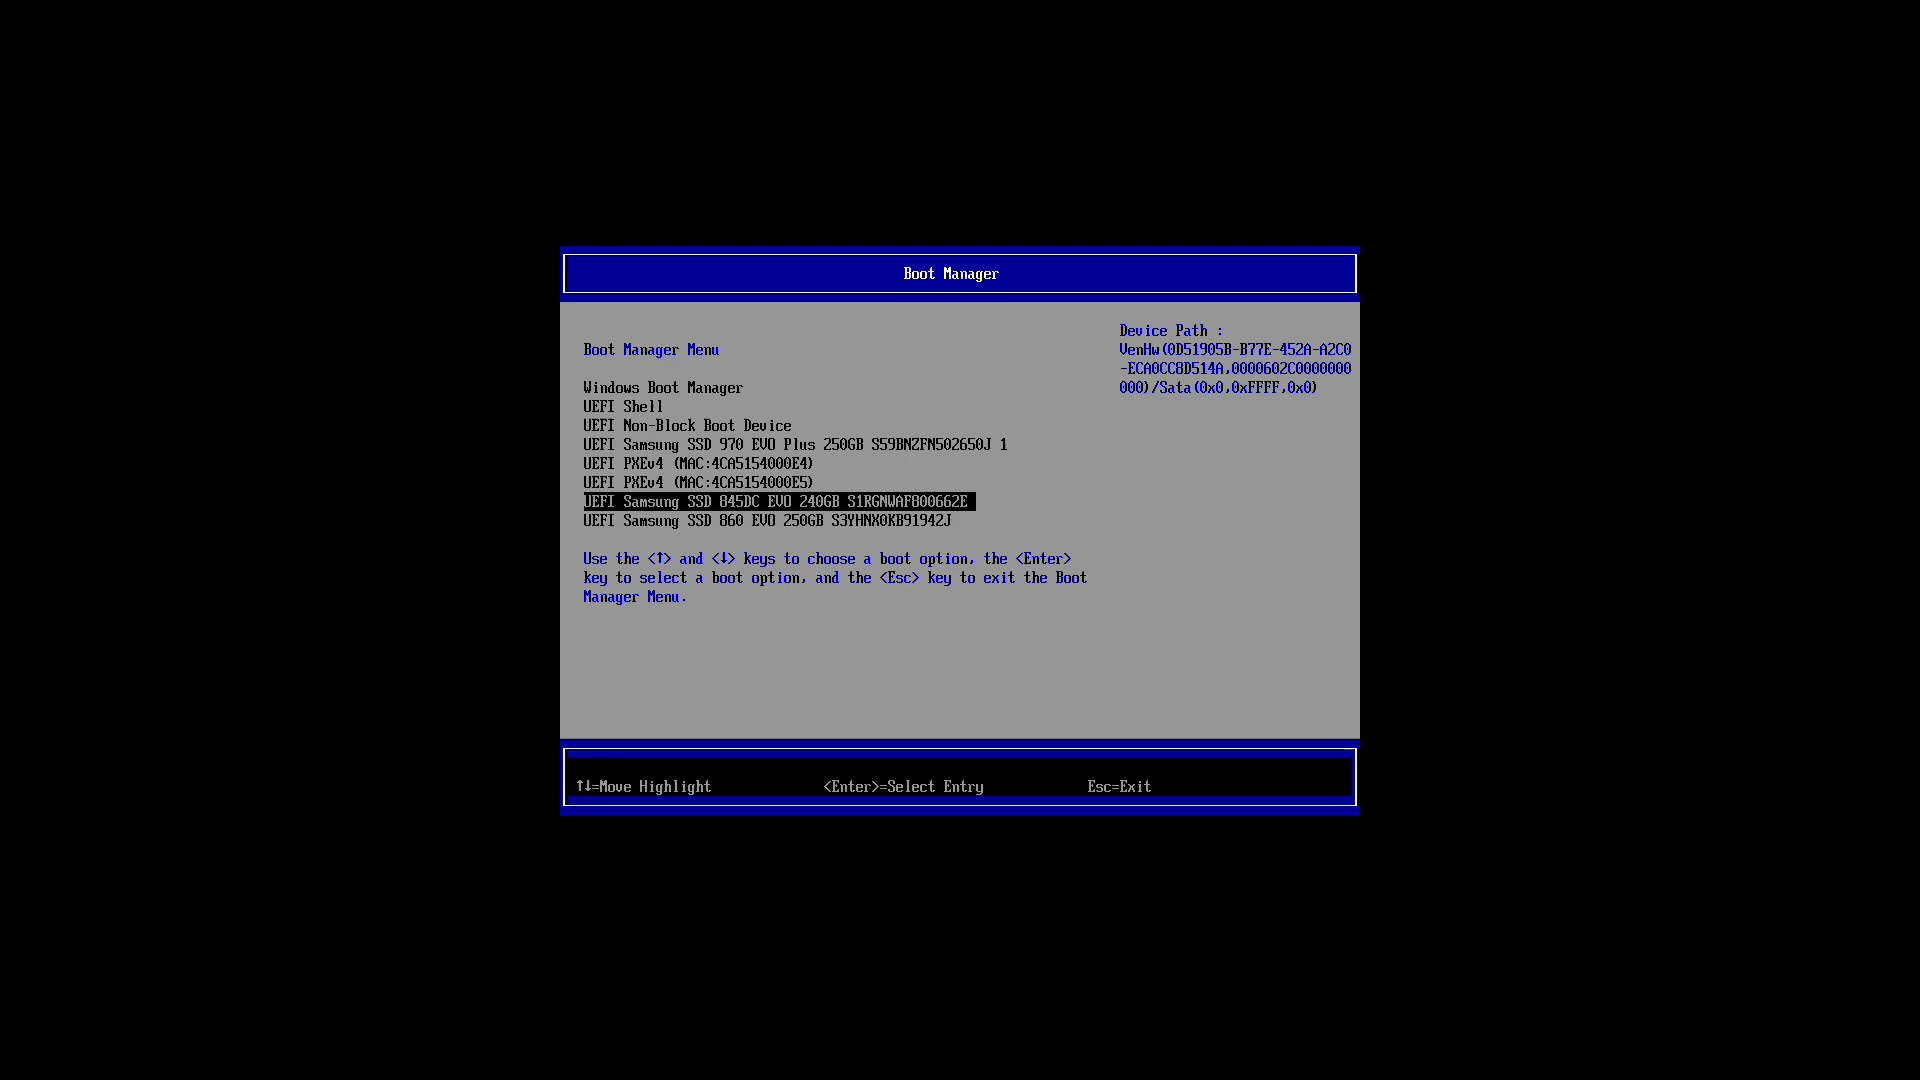 Boot Manager
Device Path :
Boot Manager Menu
VenHw(0D51905B-B77E-452A-A2C0
-ECA0CC8D514A,0000602C0000000
Windows Boot Manager
000)/Sata(0x0,0xFFFF,0x0)
UEFI Shell
UEFI Non-Block Boot Device
UEFI Samsung SSD 970 EVO Plus 250GB S59BNZFN502650J 1
UEFI PXEv4 (MAC:4CA5154000E4)
UEFI PXEv4 (MAC:4CA5154000E5)
UEFI Samsung SSD 845DC EVO 240GB S1RGNWAF800662E
UEFI Samsung SSD 860 EVO 250GB S3YHNX0KB91942J
Use the <↑> and <↓> keys to choose a boot option, the <Enter>
key to select a boot option, and the <Esc> key to exit the Boot
Manager Menu.
↑↓=Move Highlight <Enter>=Select Entry Esc=Exit